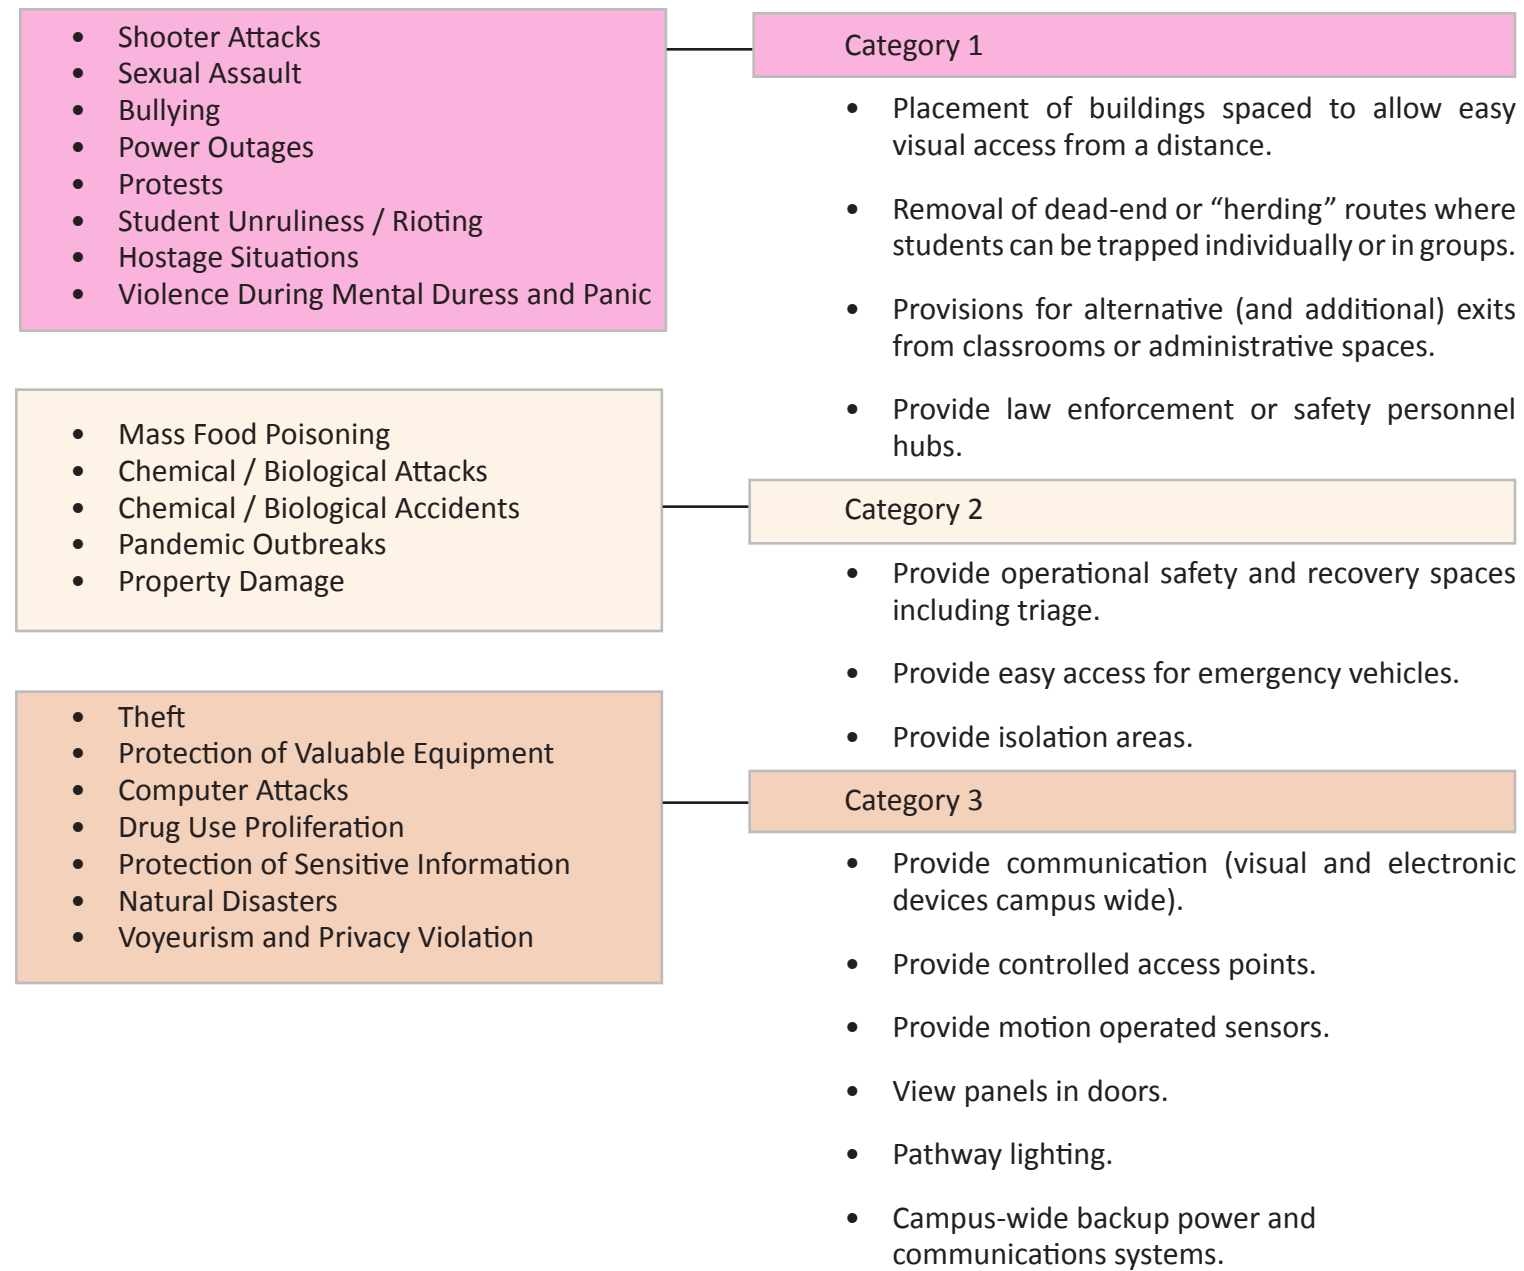 • Shooter Attacks
• Sexual Assault
• Bullying
• Power Outages
• Protests
• Student Unruliness / Rioting
• Hostage Situations
• Violence During Mental Duress and Panic
Category 1
• Placement of buildings spaced to allow easy
visual access from a distance.
• Removal of dead-end or “herding” routes where
students can be trapped individually or in groups.
• Provisions for alternative (and additional) exits
from classrooms or administrative spaces.
• Provide law enforcement or safety personnel
hubs.
• Mass Food Poisoning
• Chemical / Biological Attacks
• Chemical / Biological Accidents
• Pandemic Outbreaks
• Property Damage
Category 2
• Provide operational safety and recovery spaces
including triage.
• Provide easy access for emergency vehicles.
• Provide isolation areas.
• Theft
• Protection of Valuable Equipment
• Computer Attacks
• Drug Use Proliferation
• Protection of Sensitive Information
• Natural Disasters
• Voyeurism and Privacy Violation
Category 3
• Provide communication (visual and electronic
devices campus wide).
• Provide controlled access points.
• Provide motion operated sensors.
• View panels in doors.
• Pathway lighting.
• Campus-wide backup power and
communications systems.